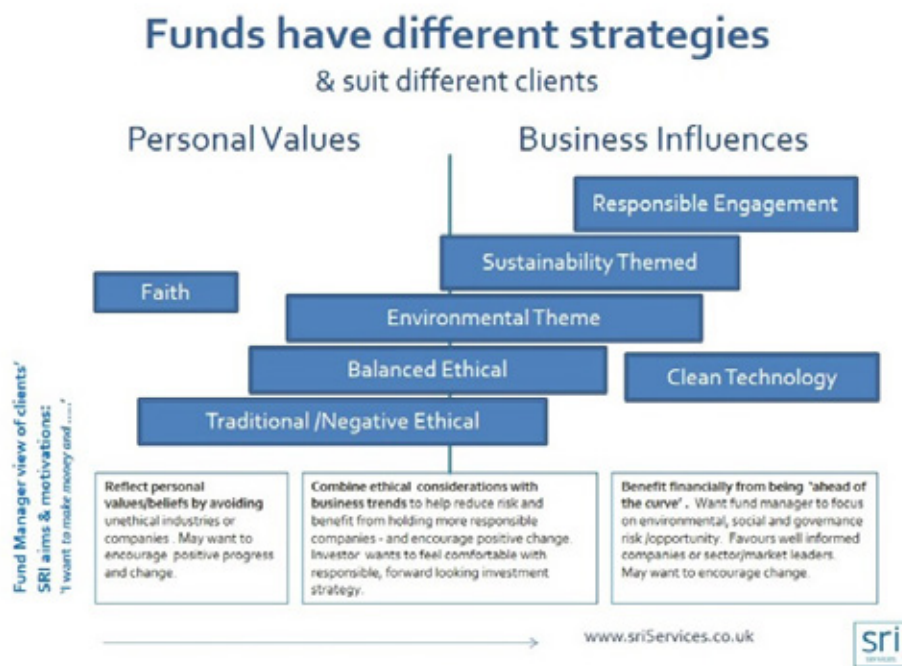 Funds have different strategies
& suit different clients
Personal Values
Business Influences
Responsible Engagement
Sustainability Themed
Faith
Environmental Theme
Balanced Ethical
Clean Technology
Traditional /Negative Ethical
Fund Manager view of clients'
SRI aims & motivations:
'I want to make money and .....'
Reflect personal
values/beliefs by avoiding
unethical industries or
companies . May want to
encourage positive progress
and change.
Combine ethical considerations with
business trends to help reduce risk and
benefit from holding more responsible
companies - and encourage positive change.
Investor wants to feel comfortable with
responsible, forward looking investment
strategy.
Benefit financially from being 'ahead of
the curve' . Want fund manager to focus
on environmental, social and governance
risk /opportunity. Favours well informed
companies or sector/market leaders.
May want to encourage change.
www.sriServices.co.uk
sri
services